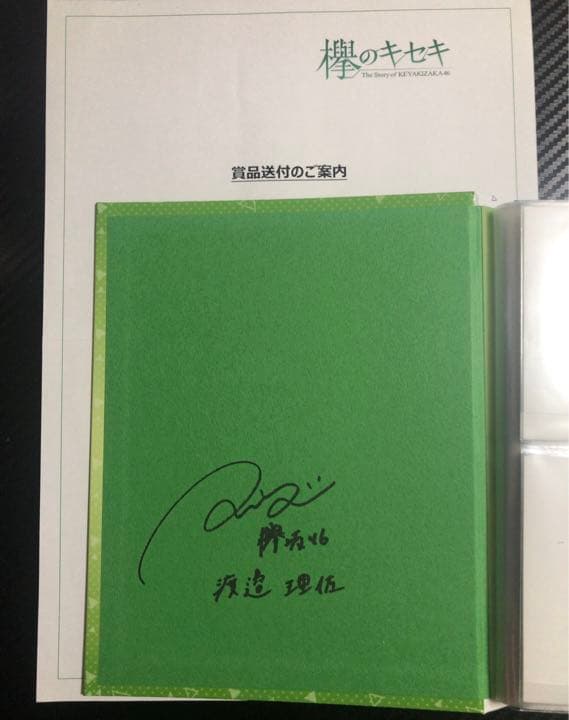 欅のキセキ
The Story of KEYAKIZAKA46
賞品送付のご案内
欅坂46
渡邉 理佐